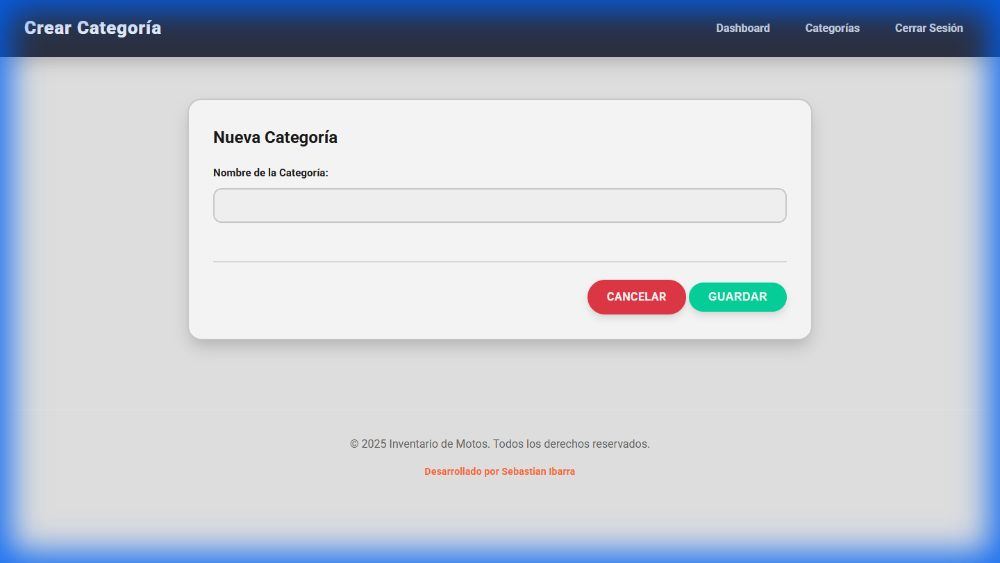 Crear Categoría
Dashboard
Categorías
Cerrar Sesión
Nueva Categoría
Nombre de la Categoría:
CANCELAR
GUARDAR
© 2025 Inventario de Motos. Todos los derechos reservados.
Desarrollado por Sebastian Ibarra